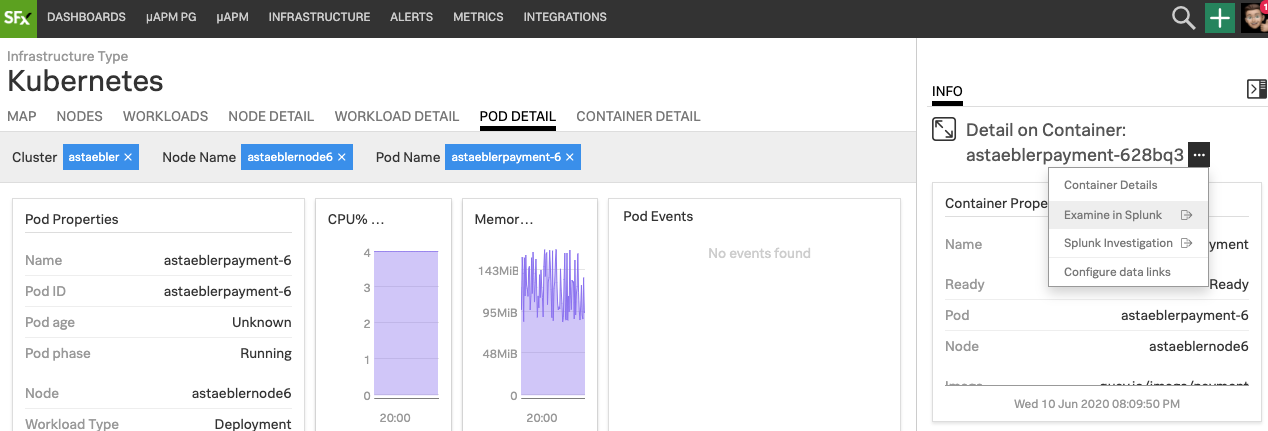 SFx DASHBOARDS µAPM PG µAPM INFRASTRUCTURE ALERTS METRICS INTEGRATIONS
1
Infrastructure Type
Kubernetes
MAP NODES WORKLOADS NODE DETAIL WORKLOAD DETAIL POD DETAIL CONTAINER DETAIL
Cluster astaebler × Node Name astaeblernode6 × Pod Name astaeblerpayment-6 ×
Pod Properties
Name astaeblerpayment-6
Pod ID astaeblerpayment-6
Pod age Unknown
Pod phase Running
Node astaeblernode6
Workload Type Deployment
CPU% ...
4
3
2
1
0
20:00
Memor...
143MiB
95MiB
48MiB
0
20:00
Pod Events
No events found
INFO
Detail on Container:
astaeblerpayment-628bq3 ...
Container Details
Examine in Splunk
Splunk Investigation
Configure data links
Container Prope
Name yment
Ready Ready
Pod astaeblerpayment-6
Node astaeblernode6
Image quay.io/image/payment
Wed 10 Jun 2020 08:09:50 PM